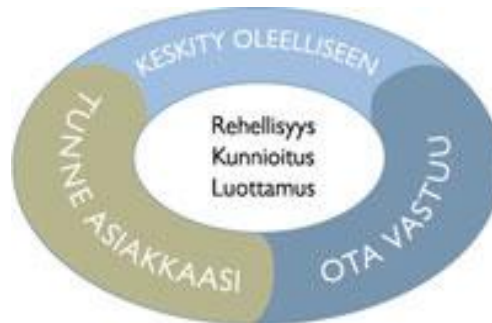 KESKITY OLEELLISEEN
TUNNE ASIAKKAASI
OTA VASTUU
Rehellisyys
Kunnioitus
Luottamus